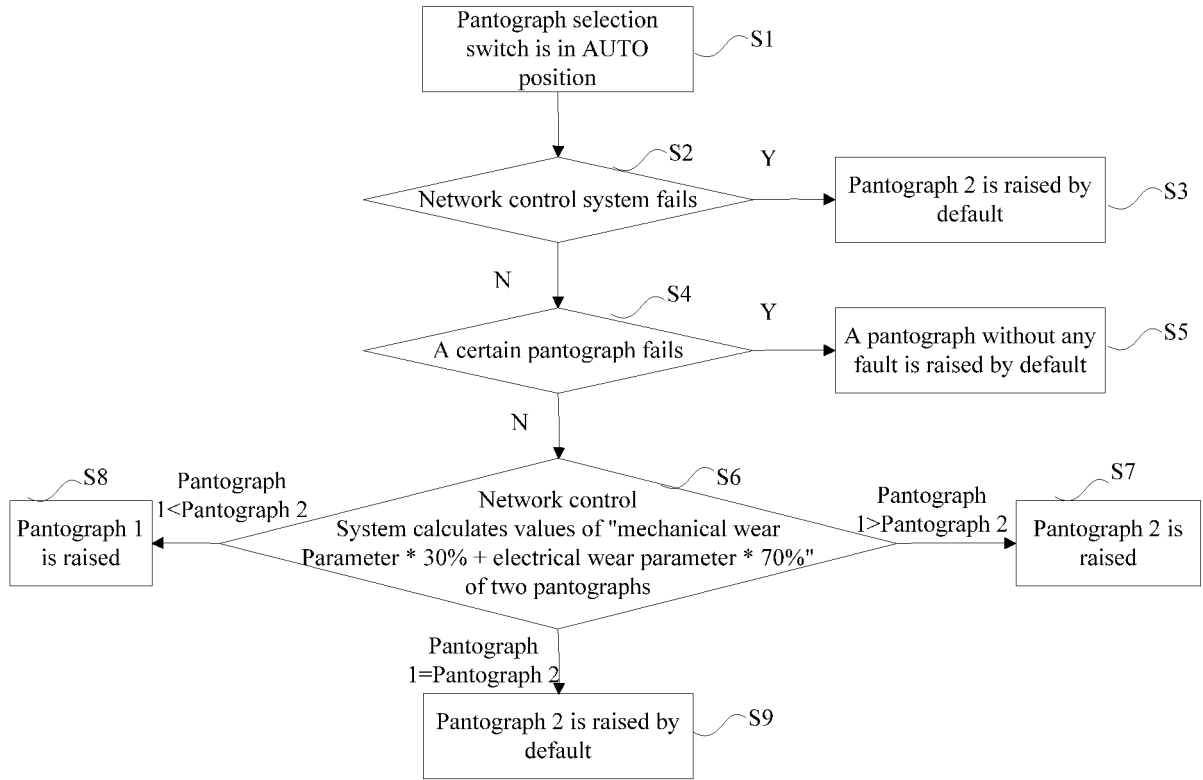 Pantograph selection
switch is in AUTO
position
S1
S2
Network control system fails
Y
Pantograph 2 is raised by
default
S3
N
S4
A certain pantograph fails
Y
A pantograph without any
fault is raised by default
S5
N
S6
Network control
System calculates values of "mechanical wear
Parameter * 30% + electrical wear parameter * 70%"
of two pantographs
S8
Pantograph
1<Pantograph 2
Pantograph 1
is raised
Pantograph
1>Pantograph 2
S7
Pantograph 2 is
raised
Pantograph
1=Pantograph 2
Pantograph 2 is raised by
default
S9